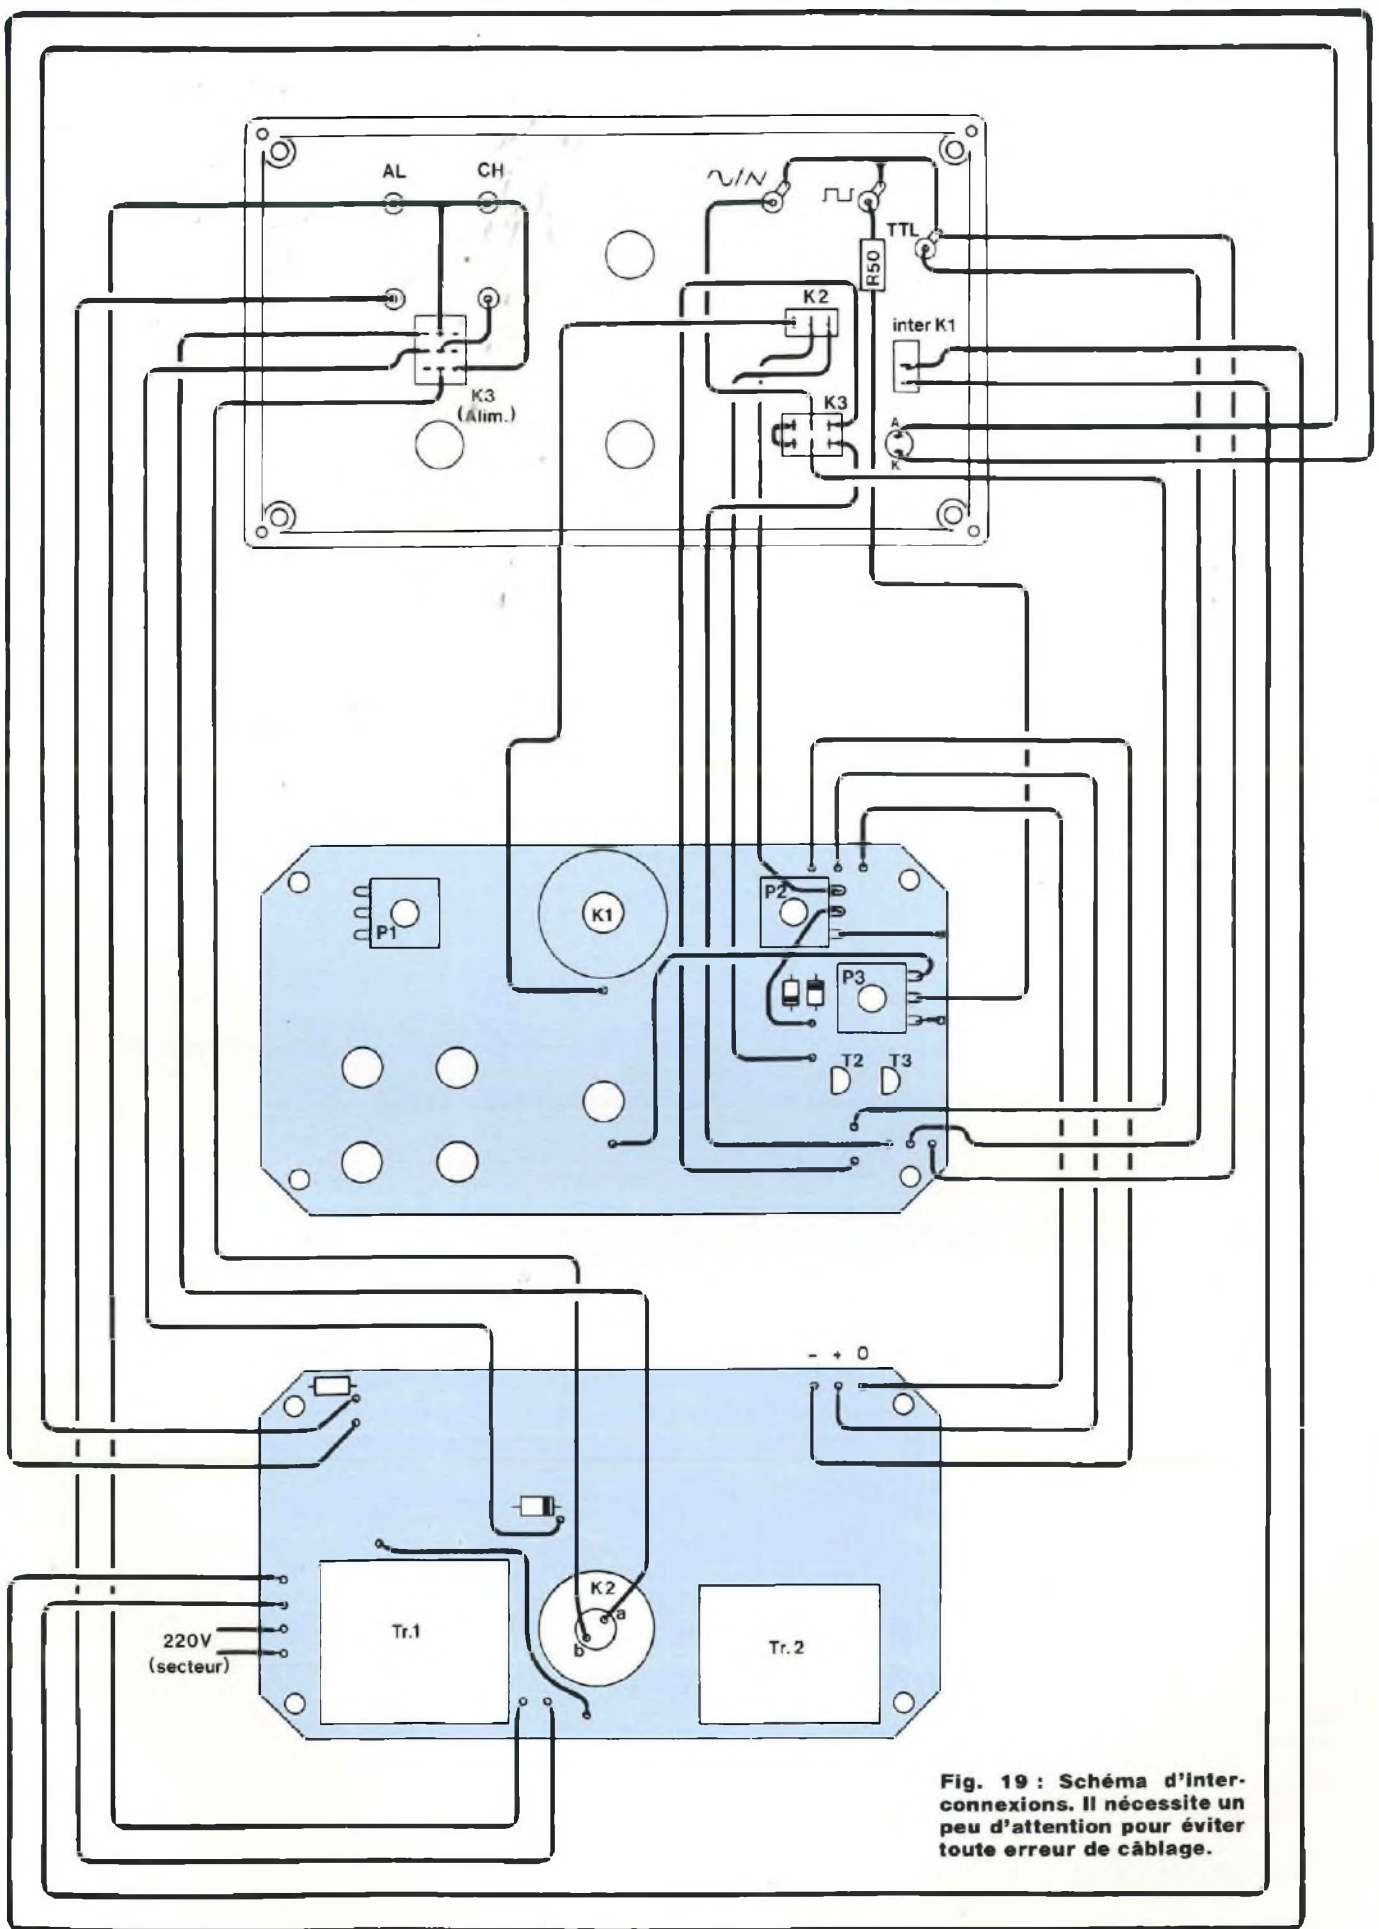 AL
CH
TTL
R50
K2
inter K1
K3
(Alim.)
K3
A
K
P1
K1
P2
P3
T2
T3
- + 0
K2
a
b
Tr.1
Tr.2
220V
(secteur)
Fig. 19 : Schéma d'inter-
connexions. Il nécessite un
peu d'attention pour éviter
toute erreur de câblage.